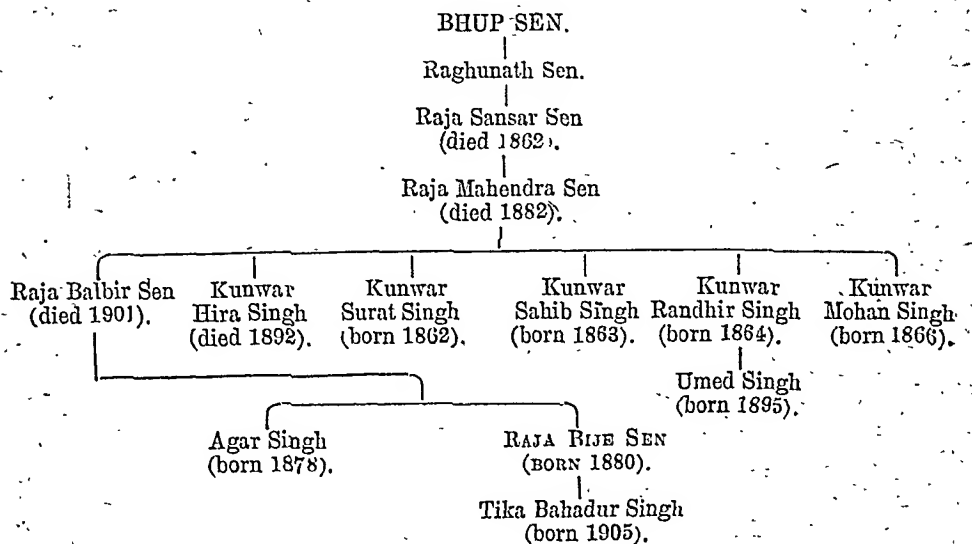 BHUP SEN.
Raghunath Sen.
Raja Sansar Sen
(died 1862).
Raja Mahendra Sen
(died 1882).
Raja Balbir Sen
(died 1901).
Kunwar
Hira Singh
(died 1892).
Kunwar
Surat Singh
(born 1862).
Kunwar
Sahib Singh
(born 1863).
Kunwar
Randhir Singh
(born 1864).
Kunwar
Mohan Singh
(born 1866).
Umed Singh
(born 1895).
Agar Singh
(born 1878).
RAJA BIJE SEN
(BORN 1880).
Tika Bahadur Singh
(born 1905).